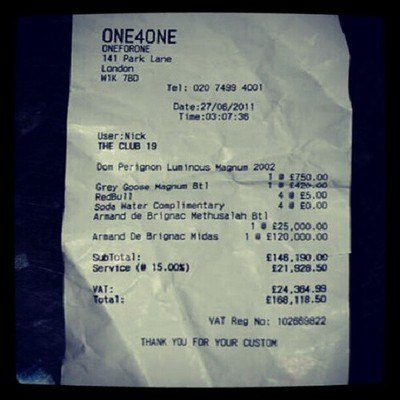 ONE4ONE
ONEFORONE
141 Park Lane
London
W1K 7BD
Tel: 020 7499 4001
Date:27/06/2011
Time:03:07:36
User:Nick
THE CLUB 19
Dom Perignon Luminous Magnum 2002
1 @ £750.00
Grey Goose Magnum Btl 1 @ £420.00
RedBull 4 @ £5.00
Soda Water Complimentary 4 @ £0.00
Armand de Brignac Methusalah Btl
1 @ £25,000.00
Armand De Brignac Midas 1 @ £120,000.00
SubTotal: £146,190.00
Service (@ 15.00%) £21,928.50
VAT: £24,364.99
Total: £168,118.50
VAT Reg No: 102669822
THANK YOU FOR YOUR CUSTOM